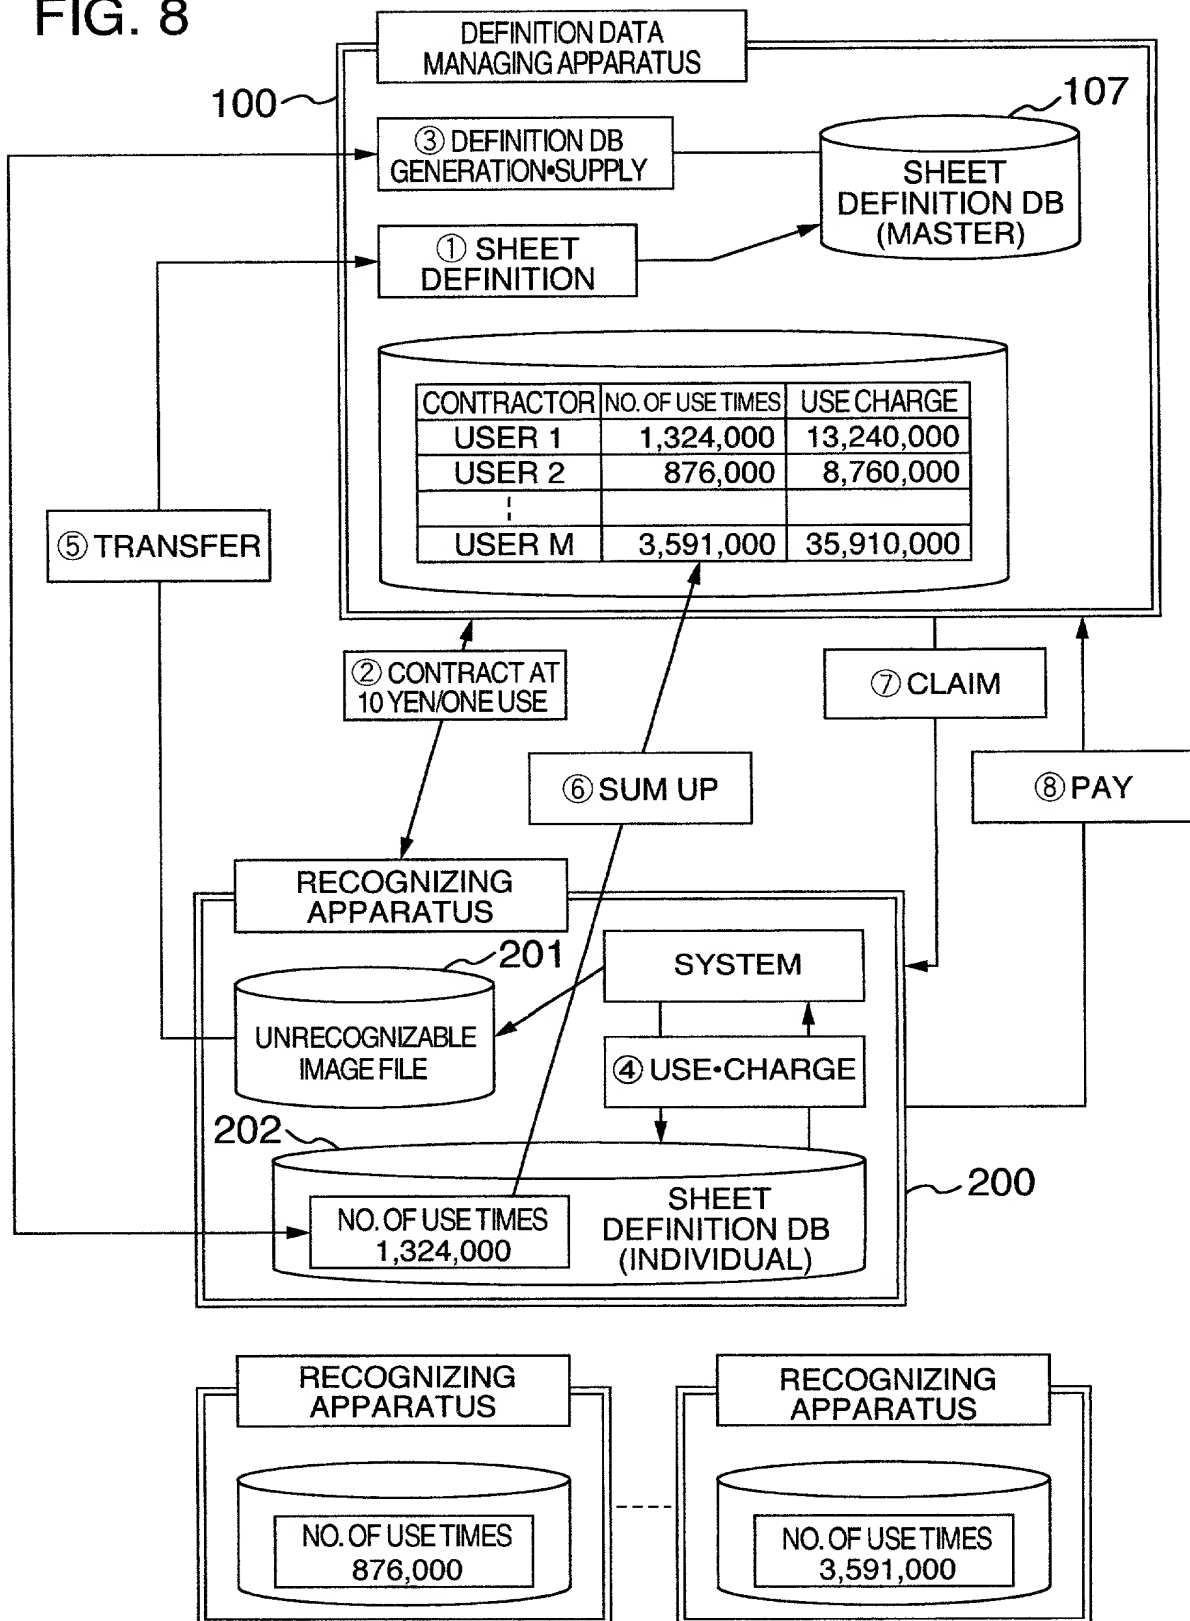 FIG. 8
DEFINITION DATA
MANAGING APPARATUS
100
107
③ DEFINITION DB
GENERATION•SUPPLY
SHEET
DEFINITION DB
(MASTER)
① SHEET
DEFINITION
CONTRACTOR NO. OF USE TIMES USE CHARGE
USER 1 1,324,000 13,240,000
USER 2 876,000 8,760,000
USER M 3,591,000 35,910,000
⑤ TRANSFER
② CONTRACT AT
10 YEN/ONE USE
⑦ CLAIM
⑥ SUM UP
⑧ PAY
RECOGNIZING
APPARATUS
201
SYSTEM
UNRECOGNIZABLE
IMAGE FILE
④ USE•CHARGE
202
200
NO. OF USE TIMES
1,324,000
SHEET
DEFINITION DB
(INDIVIDUAL)
RECOGNIZING
APPARATUS
NO. OF USE TIMES
876,000
RECOGNIZING
APPARATUS
NO. OF USE TIMES
3,591,000